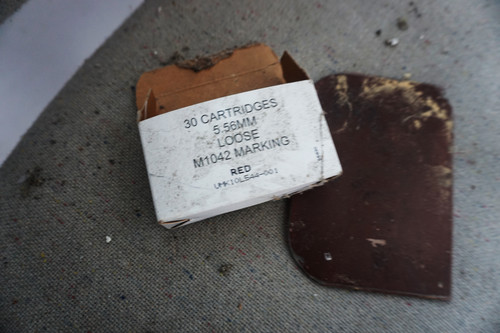 30 CARTRIDGES
5.56MM
LOOSE
M1042 MARKING
RED